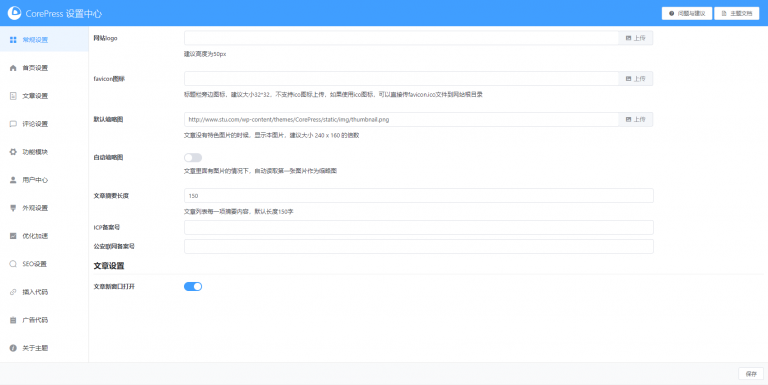 CorePress 设置中心
问题与建议
主题文档
常规设置
首页设置
文章设置
评论设置
功能模块
用户中心
外观设置
优化加速
SEO设置
插入代码
广告代码
关于主题
网站logo
上传
建议高度为50px
favicon图标
上传
标题栏旁边图标，建议大小32*32，不支持ico图标上传，如果使用ico图标，可以直接传favicon.ico文件到网站根目录
默认缩略图
http://www.stu.com/wp-content/themes/CorePress/static/img/thumbnail.png
上传
文章没有特色图片的时候，显示本图片，建议大小 240 x 160 的倍数
自动缩略图
文章里面有图片的情况下，自动读取第一张图片作为缩略图
文章摘要长度
150
文章列表每一项摘要内容，默认长度150字
ICP备案号
公安联网备案号
文章设置
文章新窗口打开
保存